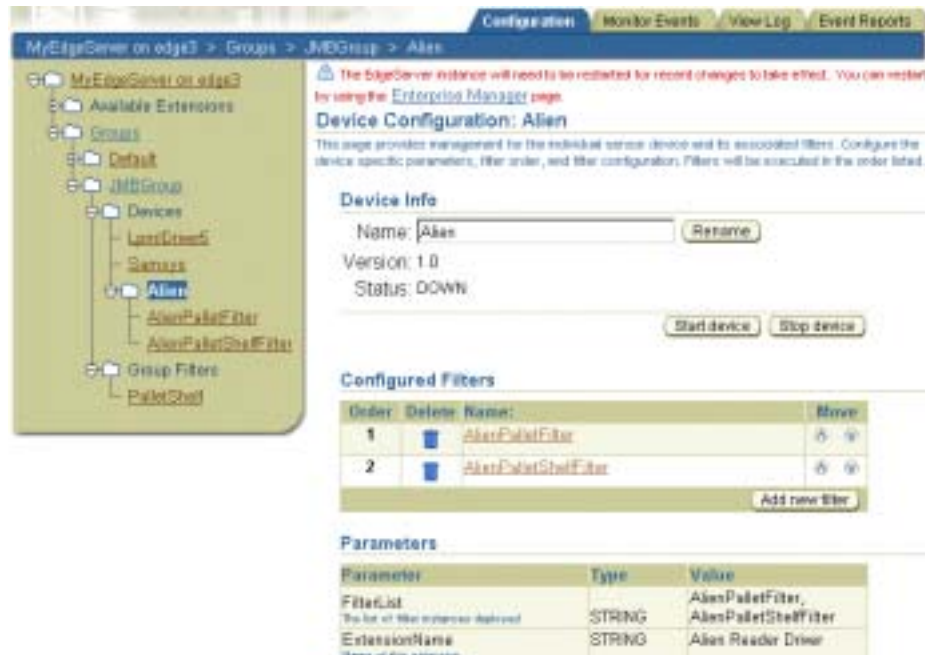 Configuration Monitor Events View Log Event Reports
MyEdgeServer on edge3 > Groups > JMBGroup > Alien
MyEdgeServer on edge3
Available Extensions
Groups
Default
JMBGroup
Devices
Samsys
Alien
AlienPalletFilter
AlienPalletShelfFilter
Group Filters
PalletShelf
The EdgeServer instance will need to be restarted for recent changes to take effect. You can restart
by using the Enterprise Manager page.
Device Configuration: Alien
This page provides management for the individual sensor device and its associated filters. Configure the
device specific parameters, filter order, and filter configuration. Filters will be executed in the order listed.
Device Info
Name: Alien Rename
Version: 1.0
Status: DOWN
Start device Stop device
Configured Filters
Order Delete Name: Move
1 AlienPalletFilter
2 AlienPalletShelfFilter
Add new filter
Parameters
Parameter Type Value
FilterList STRING AlienPalletFilter, AlienPalletShelfFilter
The list of filter instances deployed
ExtensionName STRING Alien Reader Driver